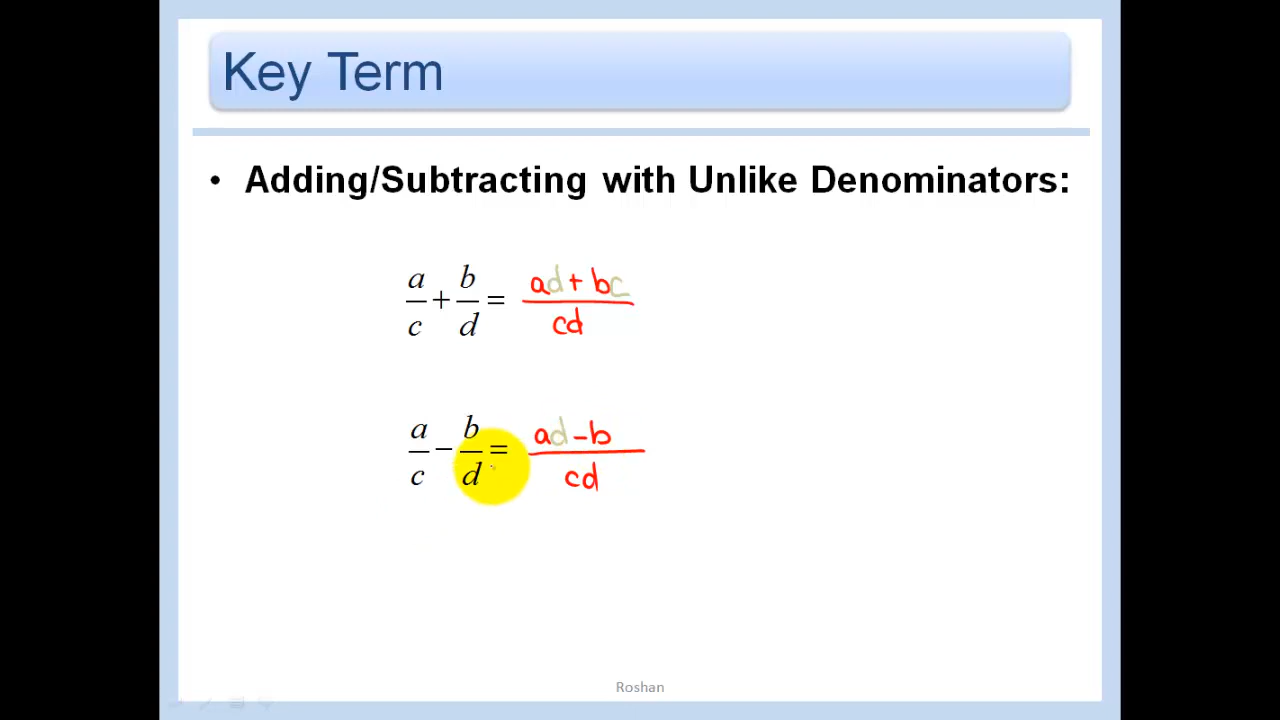 Key Term
• Adding/Subtracting with Unlike Denominators:
a/c + b/d = (ad + bc)/cd
a/c − b/d = (ad − b)/cd
Roshan